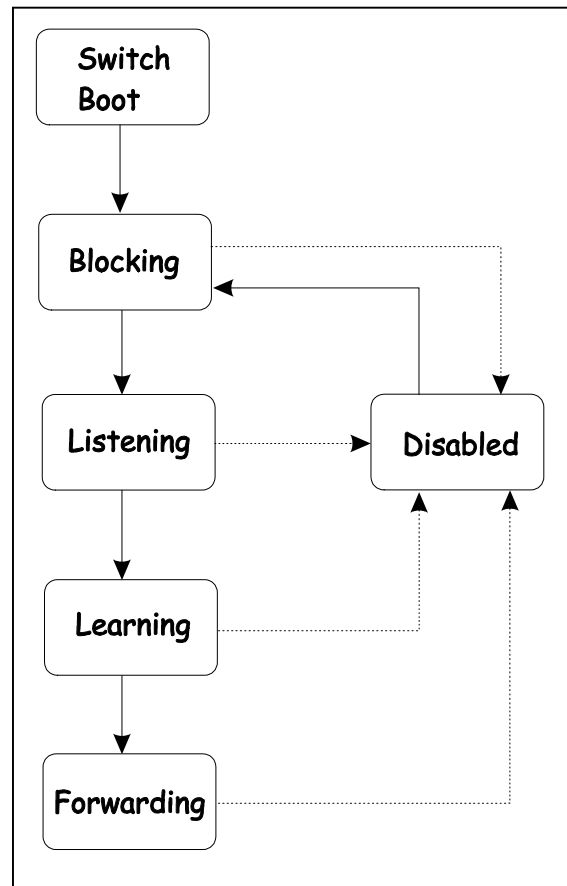 Switch
Boot
Blocking
Listening
Disabled
Learning
Forwarding